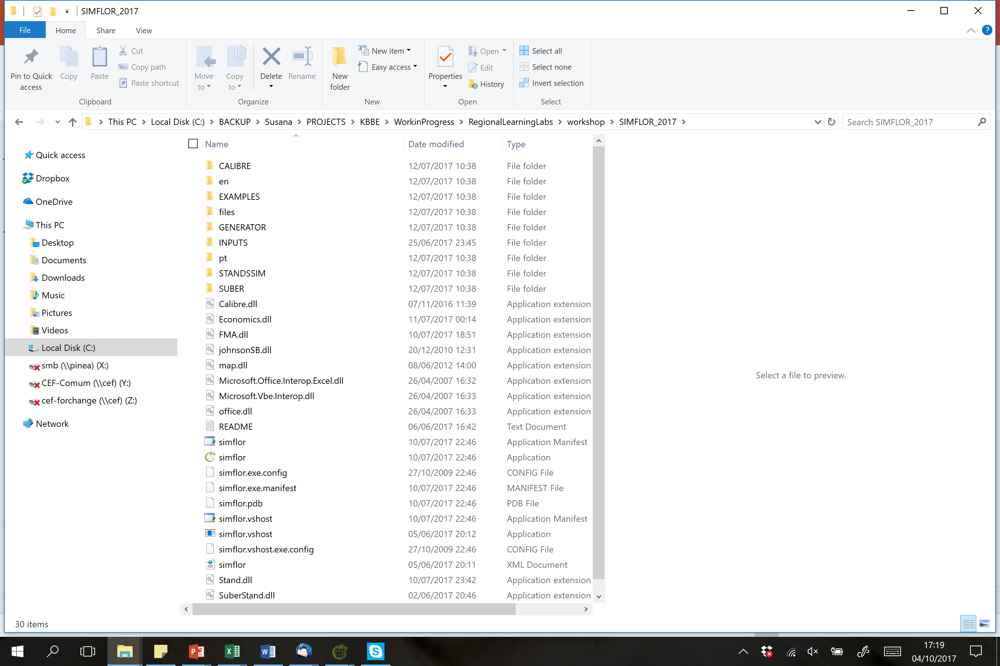 SIMFLOR_2017
File Home Share View
Pin to Quick access
Copy
Paste
Cut
Copy path
Paste shortcut
Clipboard
Move to
Copy to
Delete
Rename
Organize
New folder
New item
Easy access
New
Properties
Open
Edit
History
Open
Select all
Select none
Invert selection
Select
This PC Local Disk (C:) BACKUP Susana PROJECTS KBBE WorkinProgress RegionalLearningLabs workshop SIMFLOR_2017
Search SIMFLOR_2017
Quick access
Dropbox
OneDrive
This PC
Desktop
Documents
Downloads
Music
Pictures
Videos
Local Disk (C:)
smb (\\pinea) (X:)
CEF-Comum (\\cef) (Y:)
cef-forchange (\\cef) (Z:)
Network
Name Date modified Type
CALIBRE 12/07/2017 10:38 File folder
en 12/07/2017 10:38 File folder
EXAMPLES 12/07/2017 10:38 File folder
files 12/07/2017 10:38 File folder
GENERATOR 12/07/2017 10:38 File folder
INPUTS 25/06/2017 23:45 File folder
pt 12/07/2017 10:38 File folder
STANDSSIM 12/07/2017 10:38 File folder
SUBER 12/07/2017 10:38 File folder
Calibre.dll 07/11/2016 11:39 Application extension
Economics.dll 11/07/2017 00:14 Application extension
FMA.dll 10/07/2017 18:51 Application extension
johnsonSB.dll 20/12/2010 12:31 Application extension
map.dll 08/06/2012 14:00 Application extension
Microsoft.Office.Interop.Excel.dll 26/04/2007 16:32 Application extension
Microsoft.Vbe.Interop.dll 26/04/2007 16:33 Application extension
office.dll 26/04/2007 16:33 Application extension
README 06/06/2017 16:42 Text Document
simflor 10/07/2017 22:46 Application Manifest
simflor 10/07/2017 22:46 Application
simflor.exe.config 27/10/2009 22:46 CONFIG File
simflor.exe.manifest 10/07/2017 22:46 MANIFEST File
simflor.pdb 10/07/2017 22:46 PDB File
simflor.vshost 10/07/2017 22:46 Application Manifest
simflor.vshost 05/06/2017 20:12 Application
simflor.vshost.exe.config 27/10/2009 22:46 CONFIG File
simflor 05/06/2017 20:11 XML Document
Stand.dll 10/07/2017 23:42 Application extension
SuberStand.dll 02/06/2017 20:46 Application extension
Select a file to preview.
30 items
17:19
04/10/2017